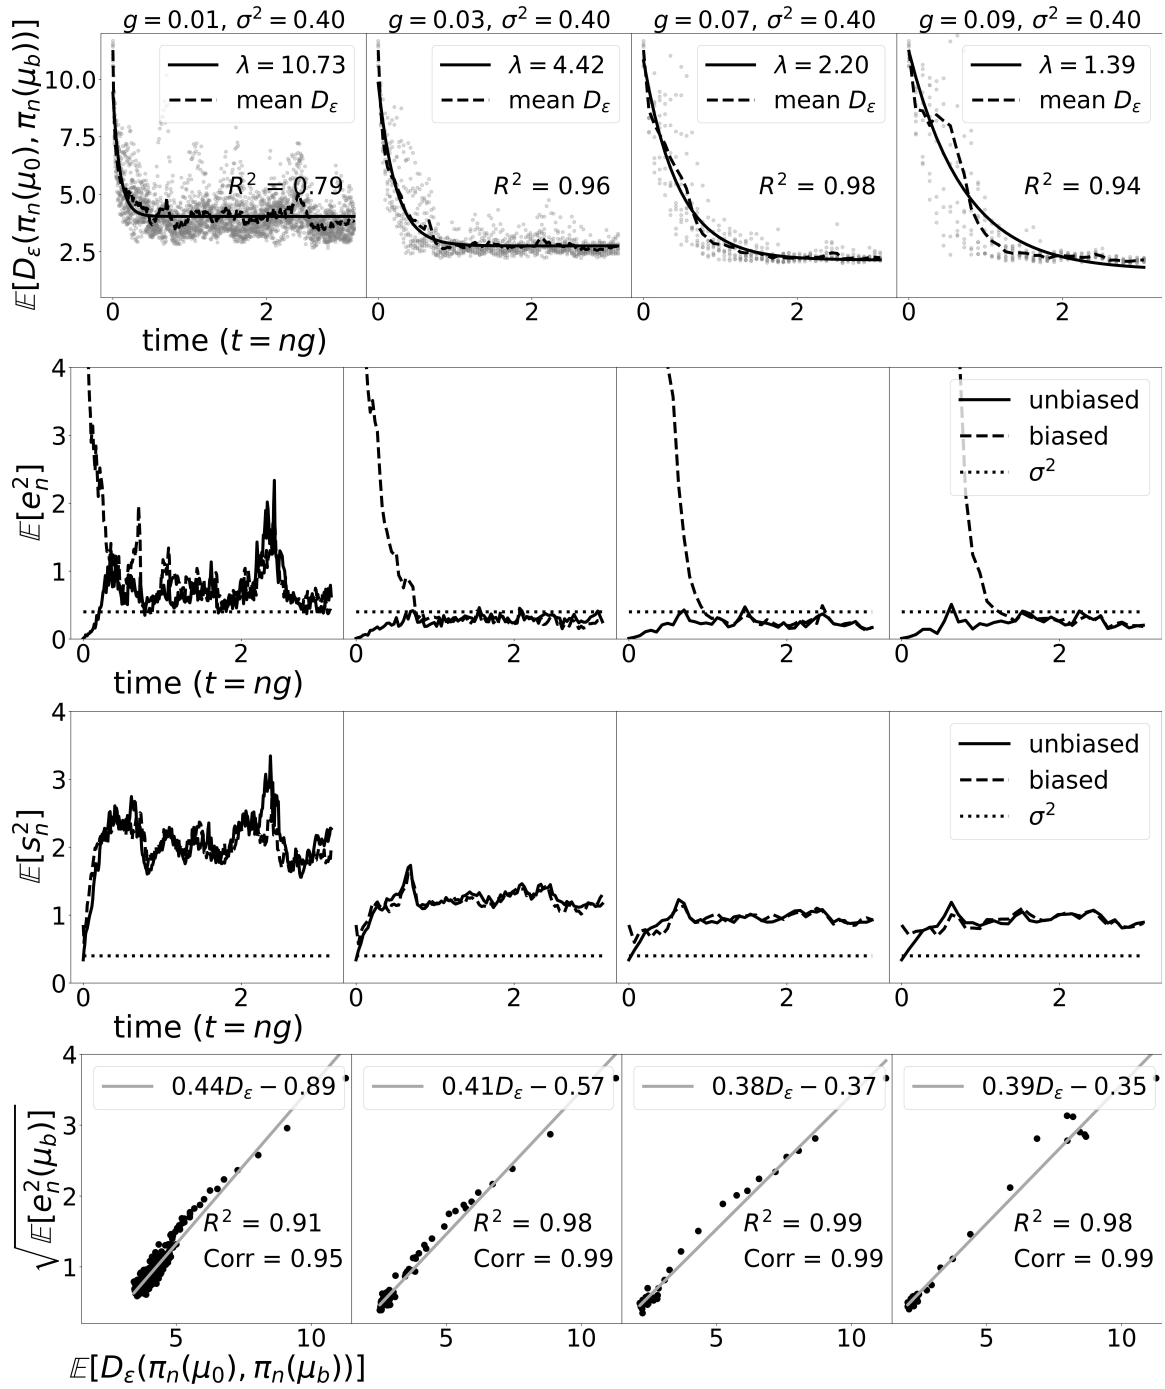 g = 0.01, σ² = 0.40 g = 0.03, σ² = 0.40 g = 0.07, σ² = 0.40 g = 0.09, σ² = 0.40
𝔼[D_ε(π_n(μ_0), π_n(μ_b))]
10.0
7.5
5.0
2.5
λ = 10.73
mean D_ε
R² = 0.79
λ = 4.42
mean D_ε
R² = 0.96
λ = 2.20
mean D_ε
R² = 0.98
λ = 1.39
mean D_ε
R² = 0.94
0 2 0 2 0 2 0 2
time (t = ng)
𝔼[e_n²]
4
3
2
1
0
unbiased
biased
σ²
0 2 0 2 0 2 0 2
time (t = ng)
𝔼[s_n²]
4
3
2
1
0
unbiased
biased
σ²
0 2 0 2 0 2 0 2
time (t = ng)
√𝔼[e_n²(μ_b)]
4
3
2
1
0.44D_ε − 0.89
R² = 0.91
Corr = 0.95
0.41D_ε − 0.57
R² = 0.98
Corr = 0.99
0.38D_ε − 0.37
R² = 0.99
Corr = 0.99
0.39D_ε − 0.35
R² = 0.98
Corr = 0.99
5 10 5 10 5 10 5 10
𝔼[D_ε(π_n(μ_0), π_n(μ_b))]